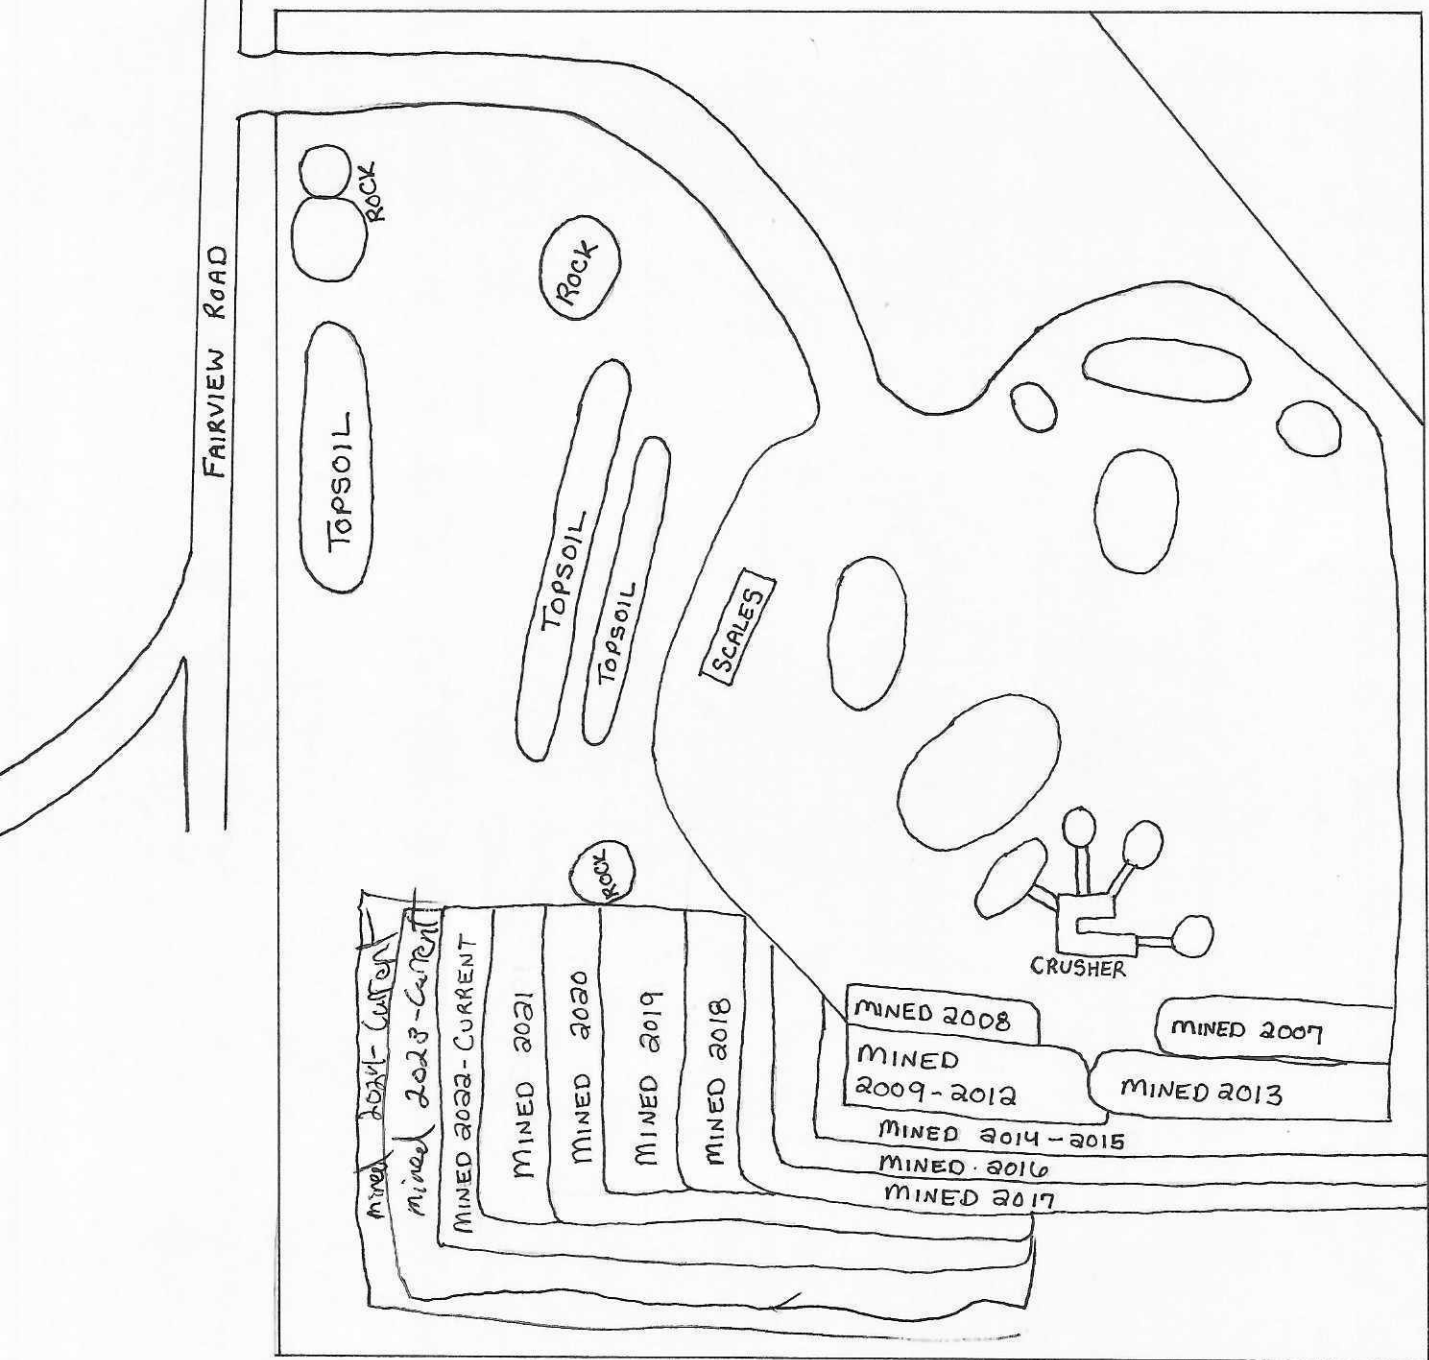 ROCK
ROCK
FAIRVIEW ROAD
TOPSOIL
TOPSOIL
TOPSOIL
SCALES
ROCK
CRUSHER
mined 2024-Current
mined 2023-Current
MINED 2022-CURRENT
MINED 2021
MINED 2020
MINED 2019
MINED 2018
MINED 2008
MINED 2007
MINED
2009-2012
MINED 2013
MINED 2014-2015
MINED. 2016
MINED 2017